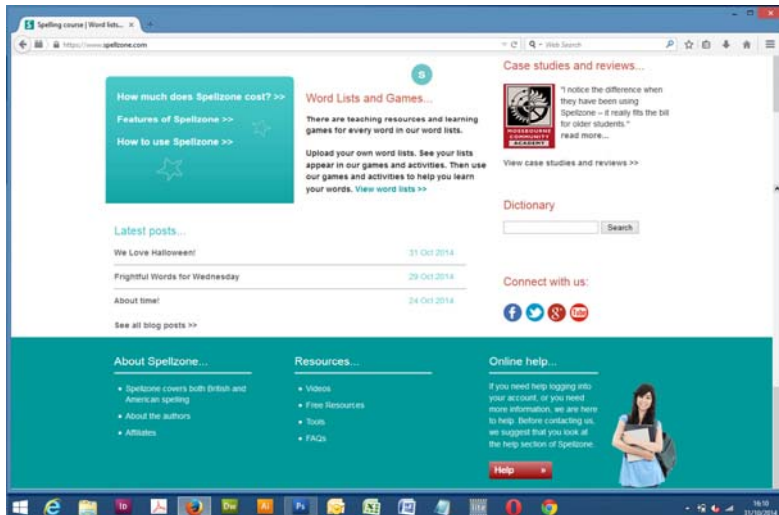 Spelling course | Word lists...
https://www.spellzone.com
Web Search
S
How much does Spellzone cost? >>
Features of Spellzone >>
How to use Spellzone >>
Word Lists and Games...
There are teaching resources and learning
games for every word in our word lists.
Upload your own word lists. See your lists
appear in our games and activities. Then use
our games and activities to help you learn
your words. View word lists >>
Case studies and reviews...
MOSSBOURNE
COMMUNITY
ACADEMY
"I notice the difference when
they have been using
Spellzone – it really fits the bill
for older students."
read more...
View case studies and reviews >>
Dictionary
Search
Latest posts...
We Love Halloween! 31 Oct 2014
Frightful Words for Wednesday 29 Oct 2014
About time! 24 Oct 2014
See all blog posts >>
Connect with us:
About Spellzone...
• Spellzone covers both British and
American spelling
• About the authors
• Affiliates
Resources...
• Videos
• Free Resources
• Tools
• FAQs
Online help...
If you need help logging into
your account, or you need
more information, we are here
to help. Before contacting us,
we suggest that you look at
the help section of Spellzone.
Help »
16:10
31/10/2014